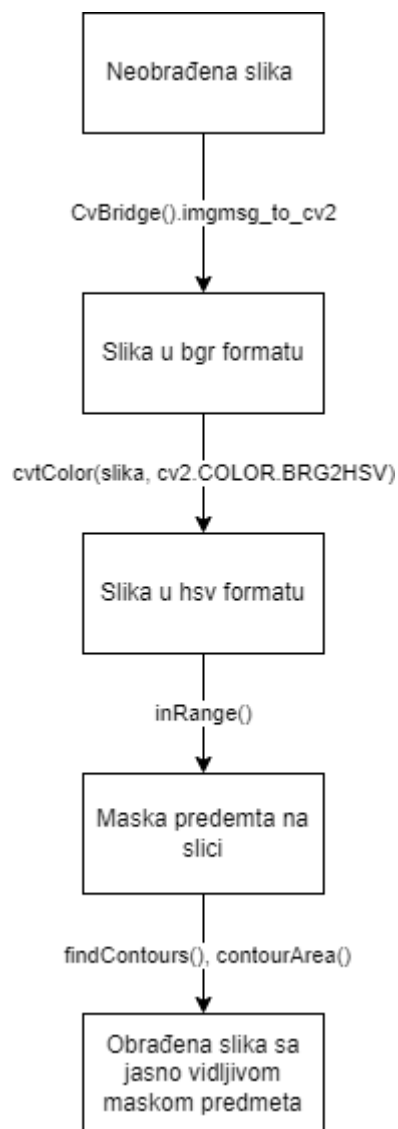 Neobrađena slika
CvBridge().imgmsg_to_cv2
Slika u bgr formatu
cvtColor(slika, cv2.COLOR.BRG2HSV)
Slika u hsv formatu
inRange()
Maska predemta na
slici
findContours(), contourArea()
Obrađena slika sa
jasno vidljivom
maskom predmeta